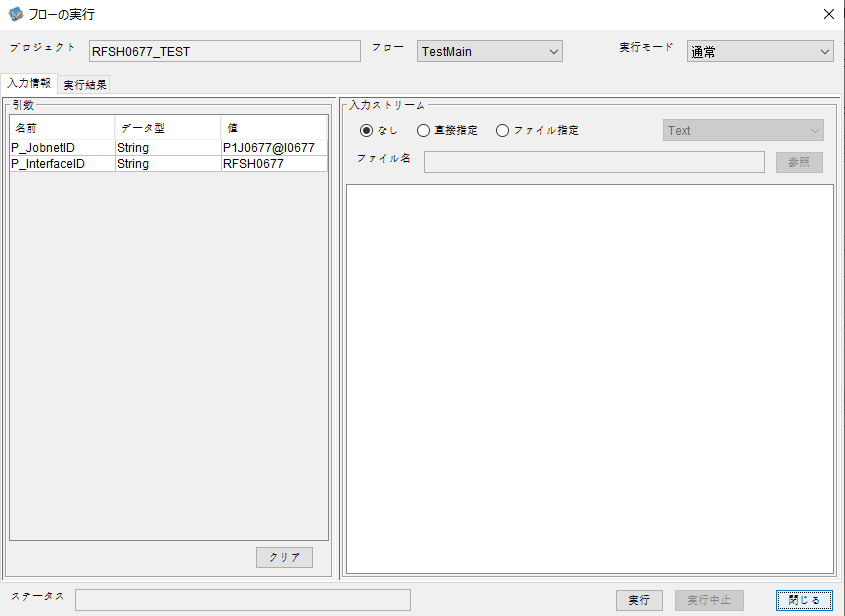 フローの実行
プロジェクト RFSH0677_TEST フロー TestMain 実行モード 通常
入力情報 実行結果
引数
名前 データ型 値
P_JobnetID String P1J0677@I0677
P_InterfaceID String RFSH0677
クリア
入力ストリーム
なし 直接指定 ファイル指定 Text
ファイル名 参照
ステータス 実行 実行中止 閉じる